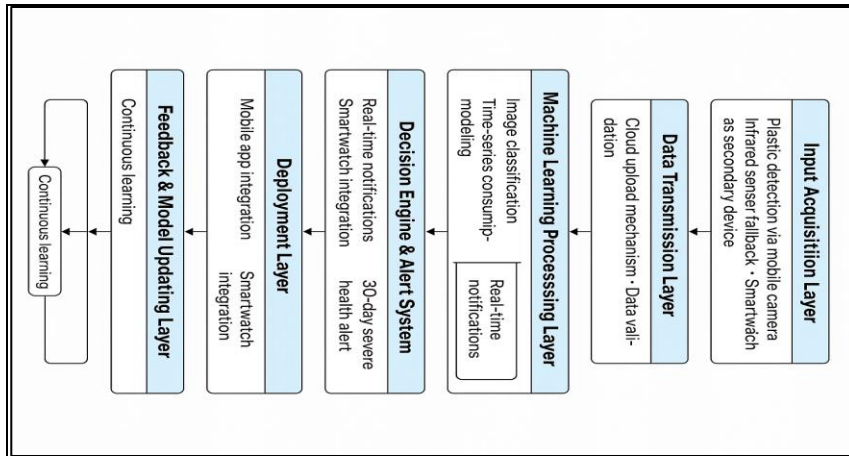 Input Acquisitiion Layer
Plastic detection via mobile camera
Infrared senser fallback · Smartwach
as secondary device
Data Transmission Layer
Cloud upload mechanism · Data vali-
dation
Machine Learning Processsing Layer
Image classification
Time-series consumip-
modeling
Real-time
notifications
Decision Engine & Alert System
Real-time notifications
Smartwatch integration
30-day severe
health alert
Deployment Layer
Mobile app integration
Smartwatch
integration
Feedback & Model Updating Layer
Continuous learning
Continuous learning